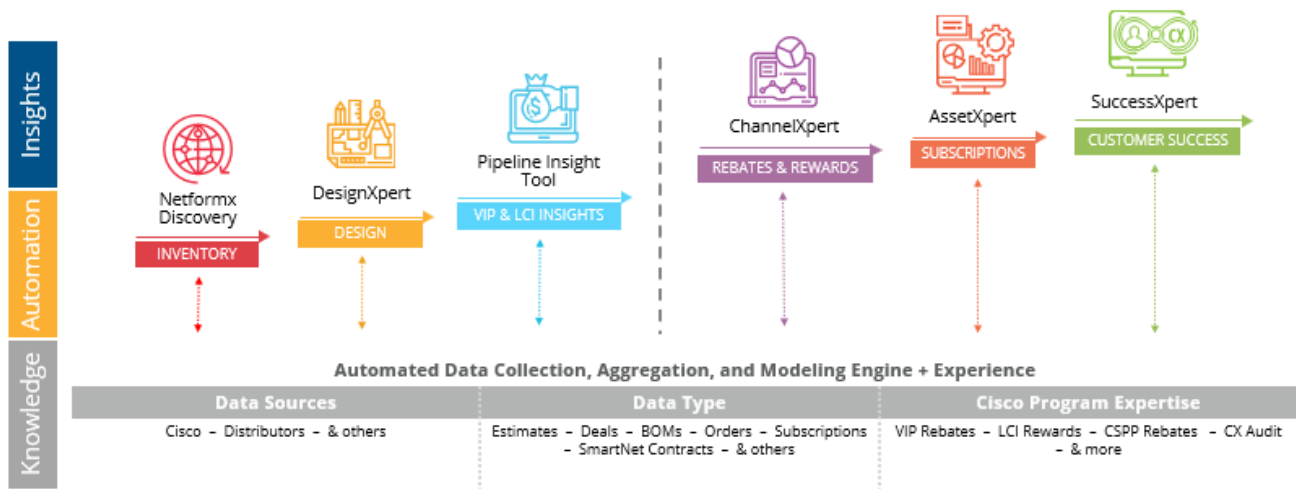 Insights
Automation
Knowledge
Netformx
Discovery
INVENTORY
DesignXpert
DESIGN
Pipeline Insight
Tool
VIP & LCI INSIGHTS
ChannelXpert
REBATES & REWARDS
AssetXpert
SUBSCRIPTIONS
CX
SuccessXpert
CUSTOMER SUCCESS
Automated Data Collection, Aggregation, and Modeling Engine + Experience
Data Sources
Cisco – Distributors – & others
Data Type
Estimates – Deals – BOMs – Orders – Subscriptions
– SmartNet Contracts – & others
Cisco Program Expertise
VIP Rebates – LCI Rewards – CSPP Rebates – CX Audit
– & more